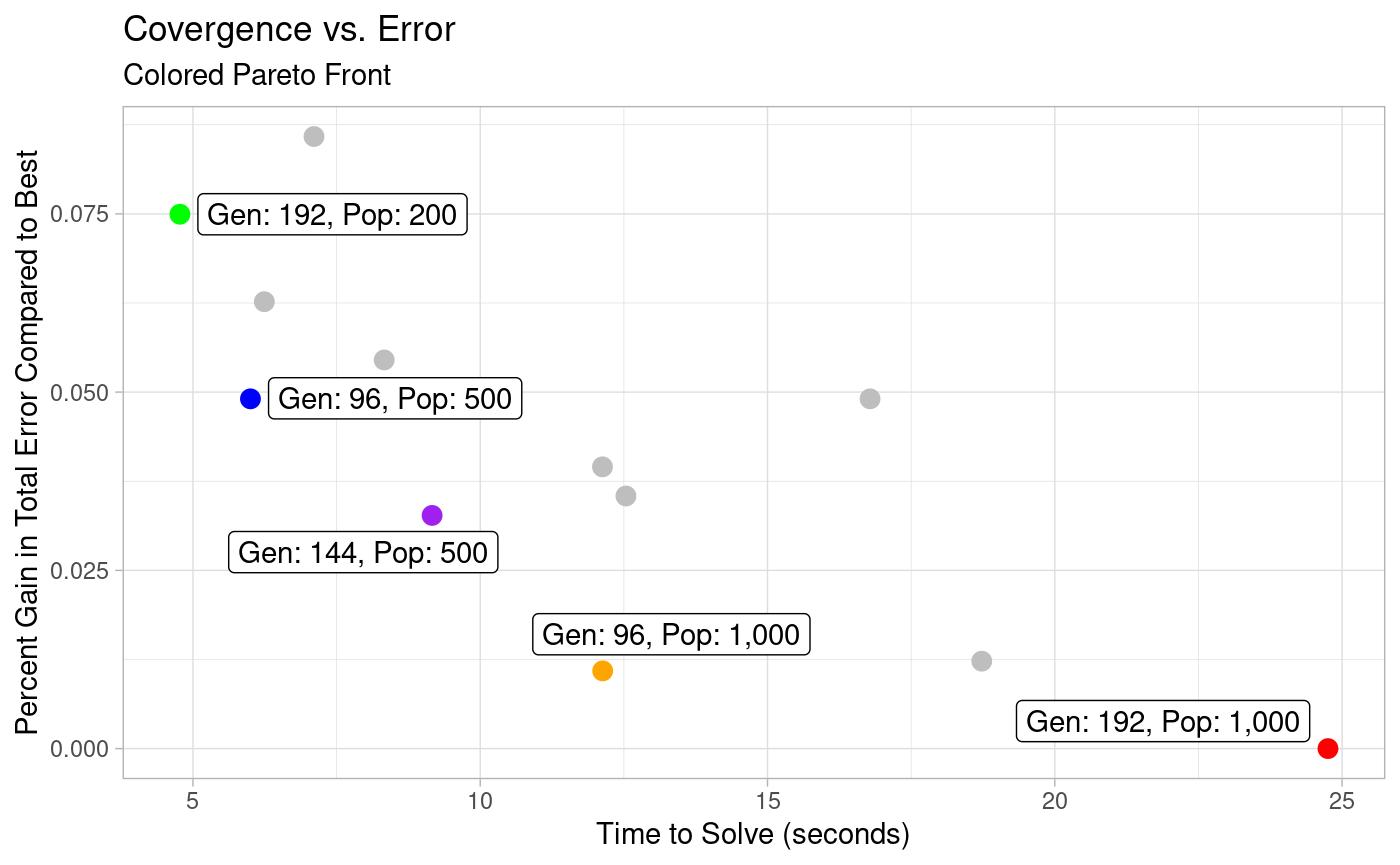 Covergence vs. Error
Colored Pareto Front
Percent Gain in Total Error Compared to Best
0.075
0.050
0.025
0.000
Gen: 192, Pop: 200
Gen: 96, Pop: 500
Gen: 144, Pop: 500
Gen: 96, Pop: 1,000
Gen: 192, Pop: 1,000
5
10
15
20
25
Time to Solve (seconds)